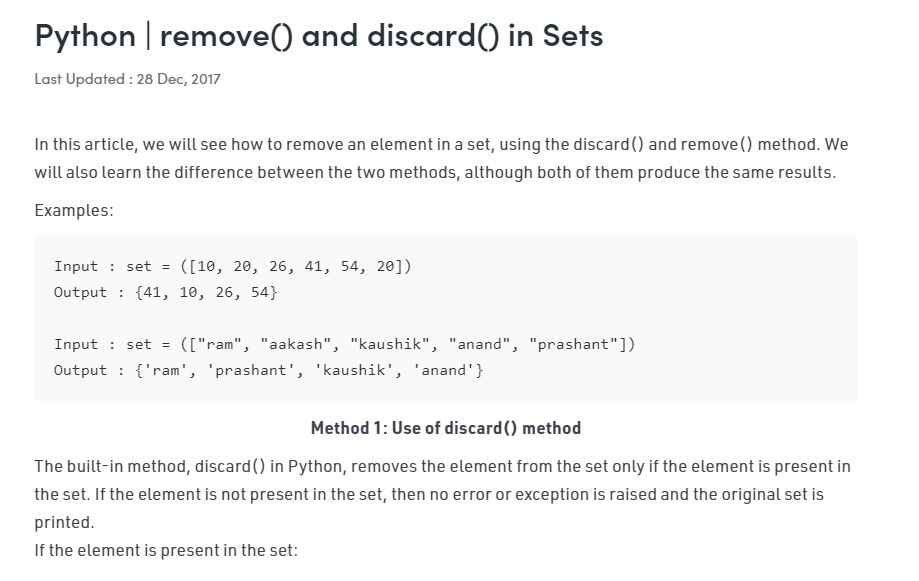 Python | remove() and discard() in Sets
Last Updated : 28 Dec, 2017
In this article, we will see how to remove an element in a set, using the discard() and remove() method. We
will also learn the difference between the two methods, although both of them produce the same results.
Examples:
Input : set = ([10, 20, 26, 41, 54, 20])
Output : {41, 10, 26, 54}
Input : set = (["ram", "aakash", "kaushik", "anand", "prashant"])
Output : {'ram', 'prashant', 'kaushik', 'anand'}
Method 1: Use of discard() method
The built-in method, discard() in Python, removes the element from the set only if the element is present in
the set. If the element is not present in the set, then no error or exception is raised and the original set is
printed.
If the element is present in the set: